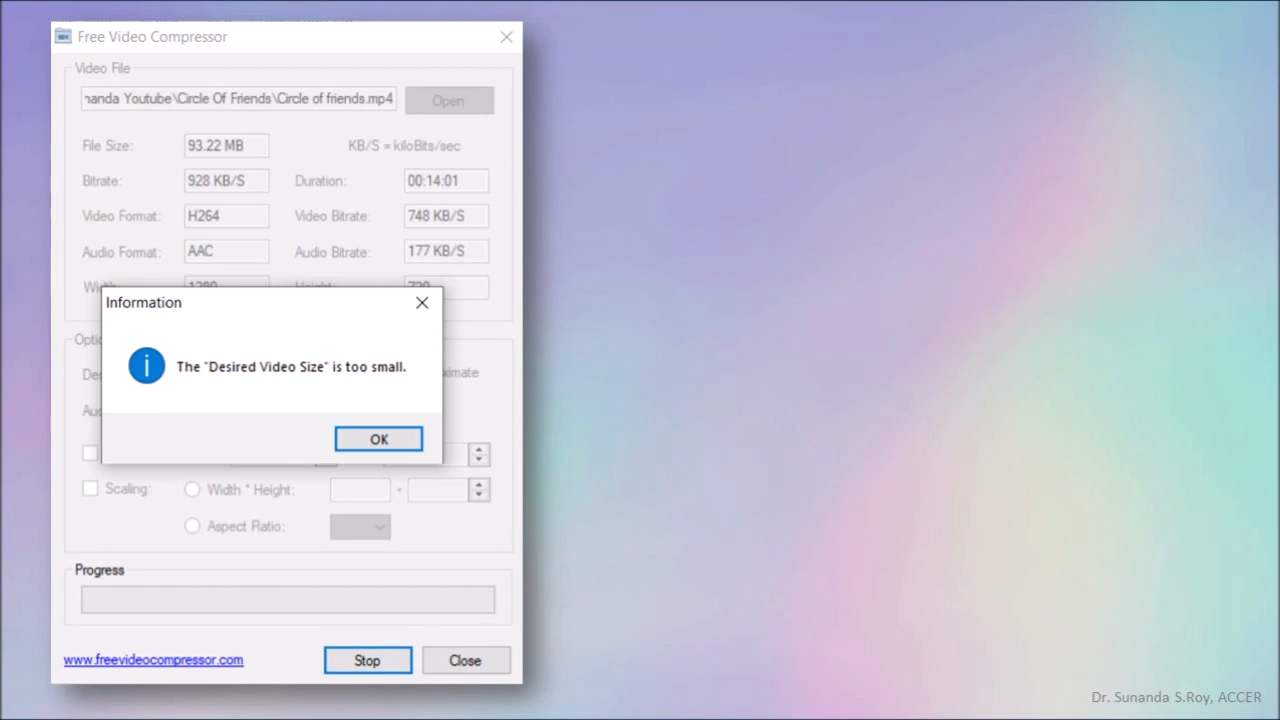 Free Video Compressor
Video File
nanda Youtube\Circle Of Friends\Circle of friends.mp4 Open
File Size: 93.22 MB KB/S = kiloBits/sec
Bitrate: 928 KB/S Duration: 00:14:01
Video Format: H264 Video Bitrate: 748 KB/S
Audio Format: AAC Audio Bitrate: 177 KB/S
Information
The "Desired Video Size" is too small.
OK
Scaling: Width * Height: -
Aspect Ratio:
Progress
www.freevideocompressor.com Stop Close
Dr. Sunanda S.Roy, ACCER